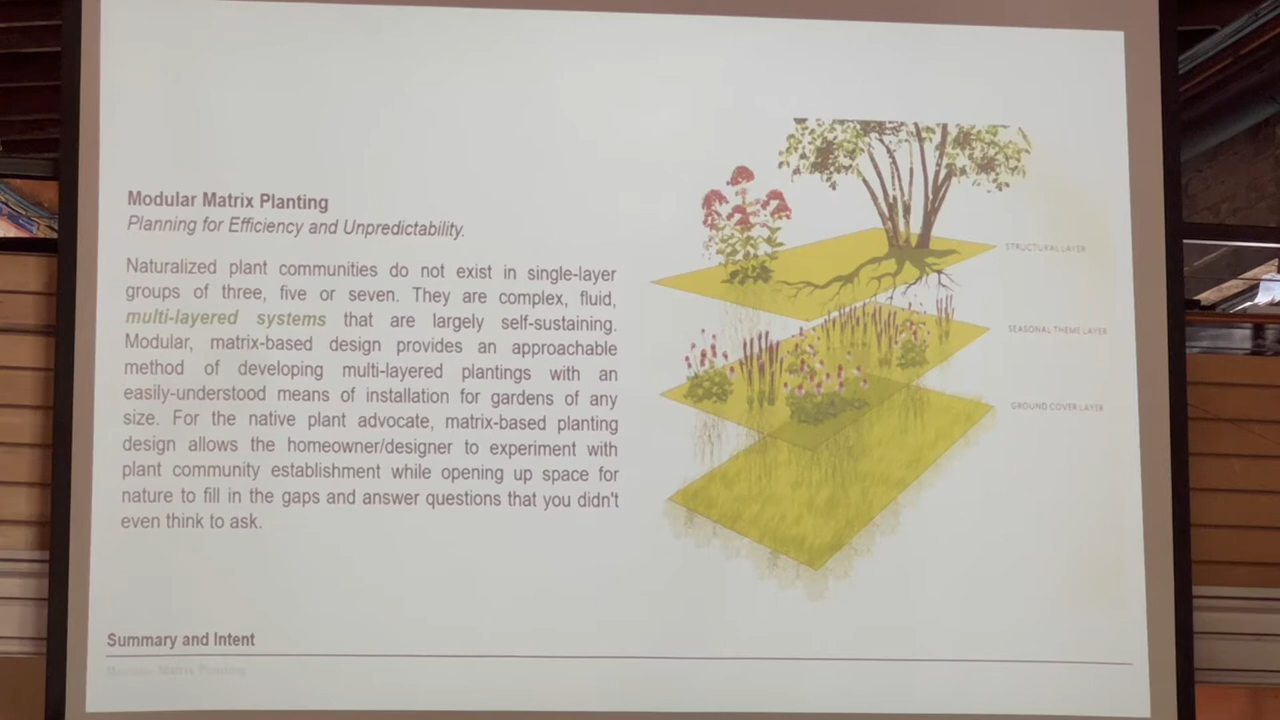 Modular Matrix Planting
Planning for Efficiency and Unpredictability.
Naturalized plant communities do not exist in single-layer
groups of three, five or seven. They are complex, fluid,
multi-layered systems that are largely self-sustaining.
Modular, matrix-based design provides an approachable
method of developing multi-layered plantings with an
easily-understood means of installation for gardens of any
size. For the native plant advocate, matrix-based planting
design allows the homeowner/designer to experiment with
plant community establishment while opening up space for
nature to fill in the gaps and answer questions that you didn't
even think to ask.
STRUCTURAL LAYER
SEASONAL THEME LAYER
GROUND COVER LAYER
Summary and Intent
Modular Matrix Planting